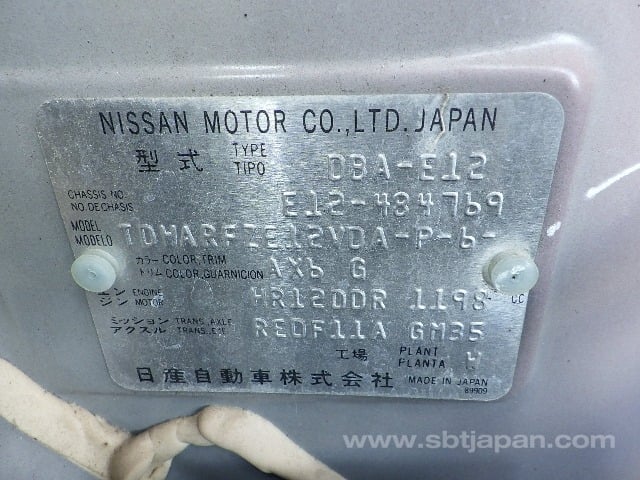 NISSAN MOTOR CO.,LTD. JAPAN
型式 TYPE TIPO DBA-E12
CHASSIS NO. NO.DECHASIS E12-484769
MODEL MODELO TDHARFZE12VDA-P-6-
カラー トリム COLOR,TRIM COLOR,GUARNICION AX6 G
エンジン ENGINE MOTOR HR12DDR 1198 CC
ミッション アクスル TRANS.,AXLE TRANS.,EJE REOF11A GM35
工場 PLANT PLANTA
日産自動車株式会社 MADE IN JAPAN
89909
www.sbtjapan.com